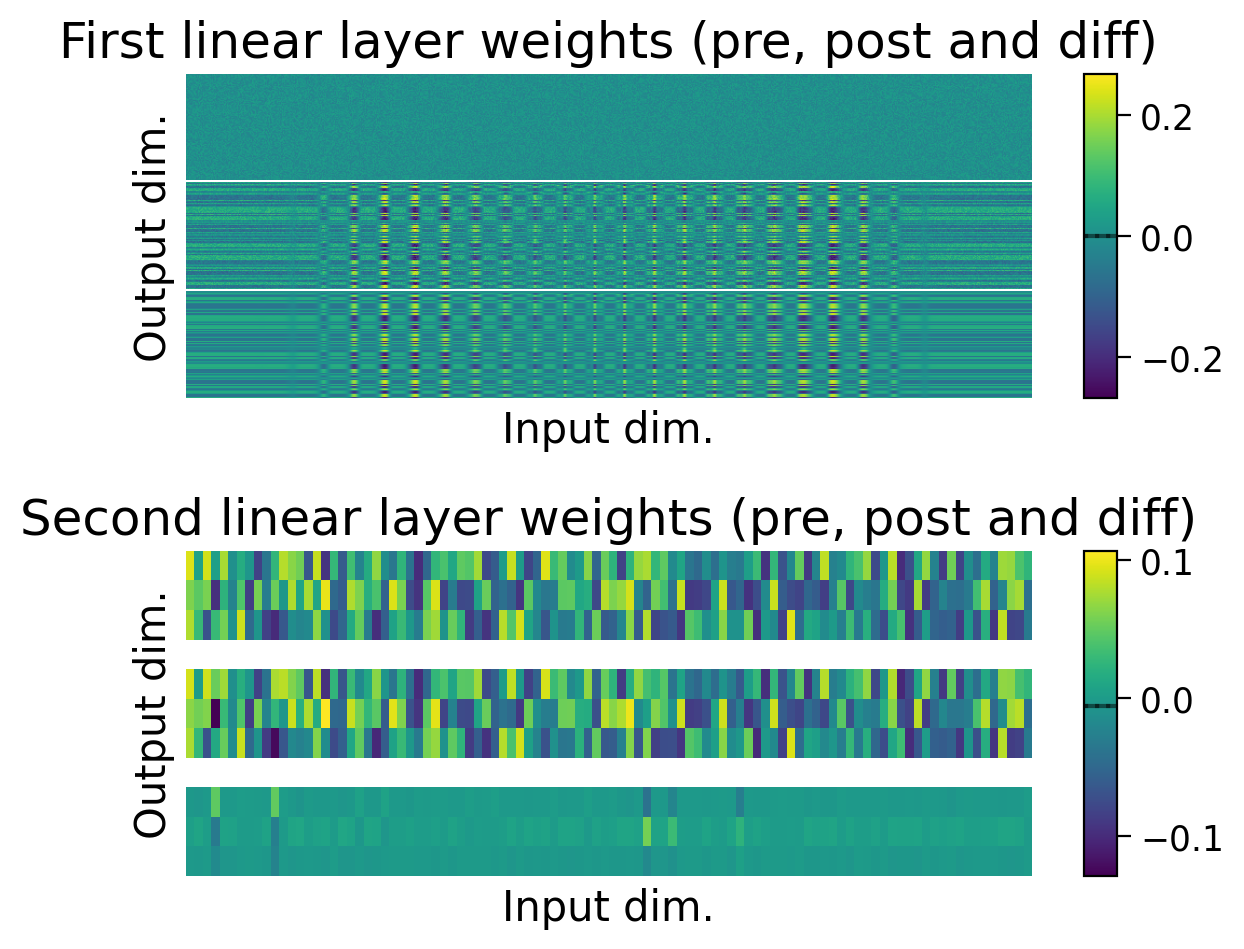 First linear layer weights (pre, post and diff)
Output dim.
0.2
0.0
−0.2
Input dim.
Second linear layer weights (pre, post and diff)
Output dim.
0.1
0.0
−0.1
Input dim.